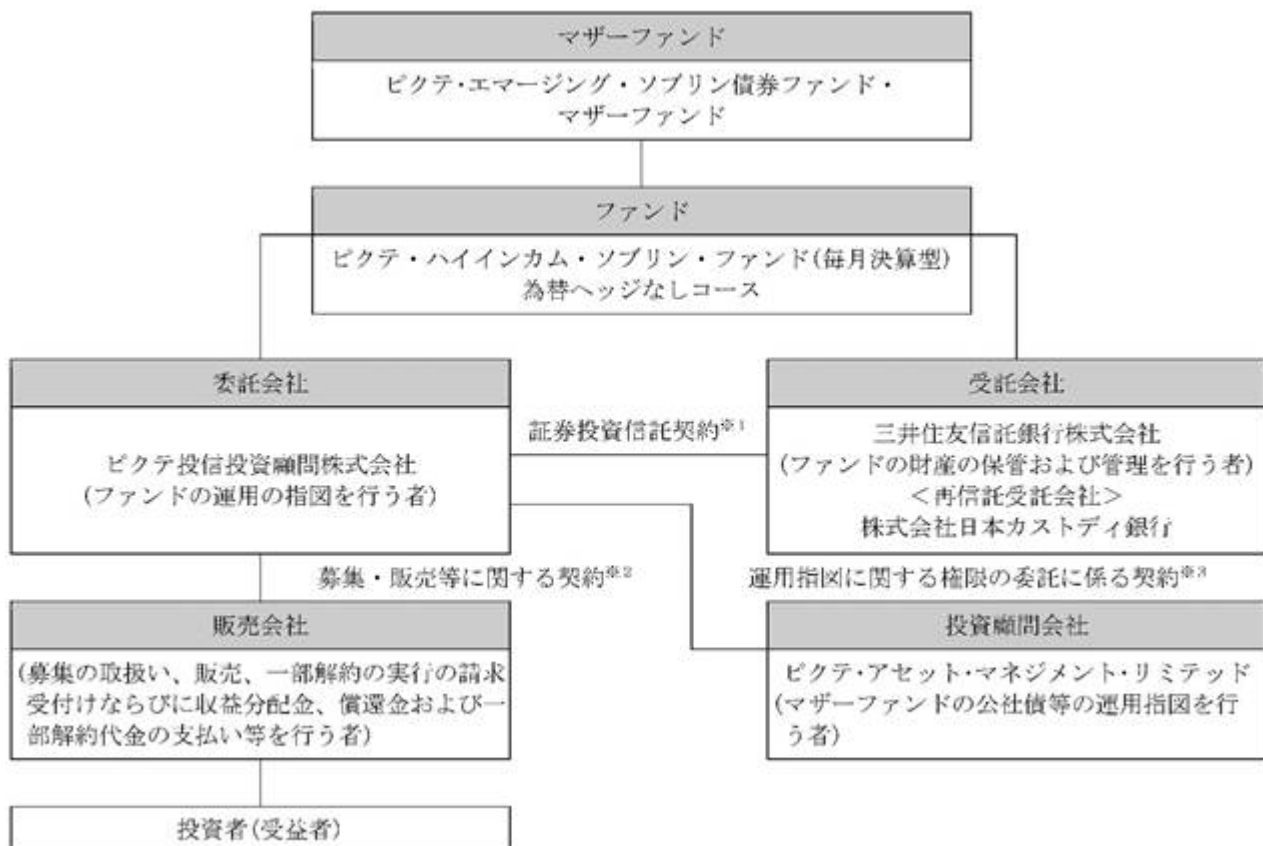 マザーファンド
ピクテ・エマージング・ソブリン債券ファンド・
マザーファンド
ファンド
ピクテ・ハイインカム・ソブリン・ファンド(毎月決算型)
為替ヘッジなしコース
委託会社
ピクテ投信投資顧問株式会社
(ファンドの運用の指図を行う者)
証券投資信託契約※1
受託会社
三井住友信託銀行株式会社
(ファンドの財産の保管および管理を行う者)
＜再信託受託会社＞
株式会社日本カストディ銀行
募集・販売等に関する契約※2
運用指図に関する権限の委託に係る契約※3
販売会社
(募集の取扱い、販売、一部解約の実行の請求
受付けならびに収益分配金、償還金および一
部解約代金の支払い等を行う者)
投資顧問会社
ピクテ・アセット・マネジメント・リミテッド
(マザーファンドの公社債等の運用指図を行
う者)
投資者(受益者)